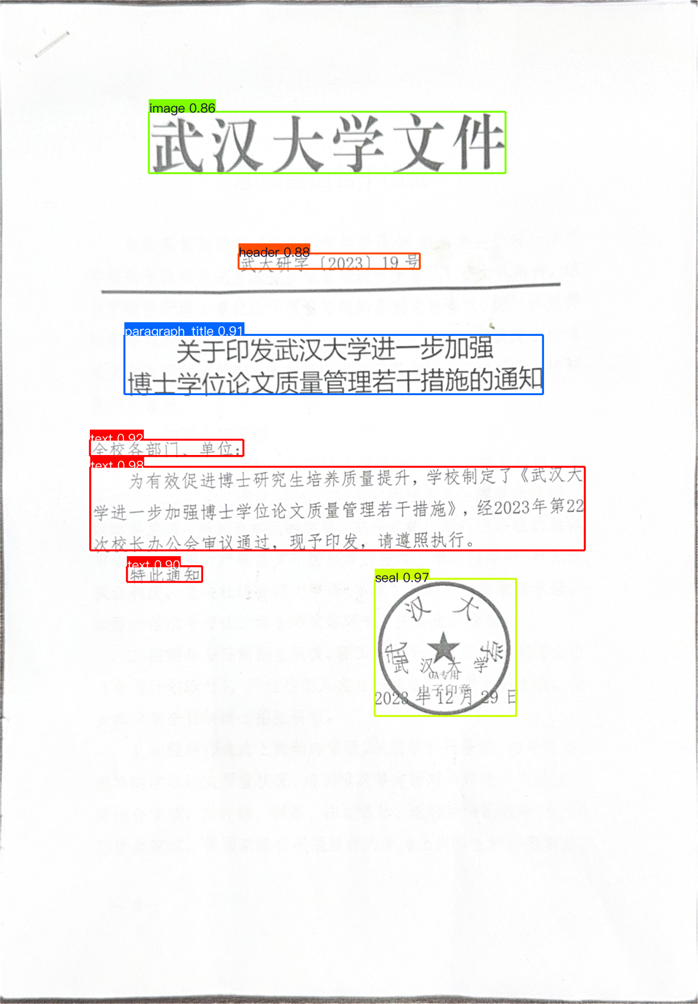 image 0.86
武汉大学文件
header 0.88
武大研字〔2023〕19号
paragraph_title 0.91
关于印发武汉大学进一步加强
博士学位论文质量管理若干措施的通知
text 0.92
全校各部门、单位:
text 0.98
为有效促进博士研究生培养质量提升，学校制定了《武汉大
学进一步加强博士学位论文质量管理若干措施》，经2023年第22
次校长办公会审议通过，现予印发，请遵照执行。
text 0.90
特此通知
seal 0.97
武汉大学
武汉大学
OA专用
电子印章
2023年12月29日